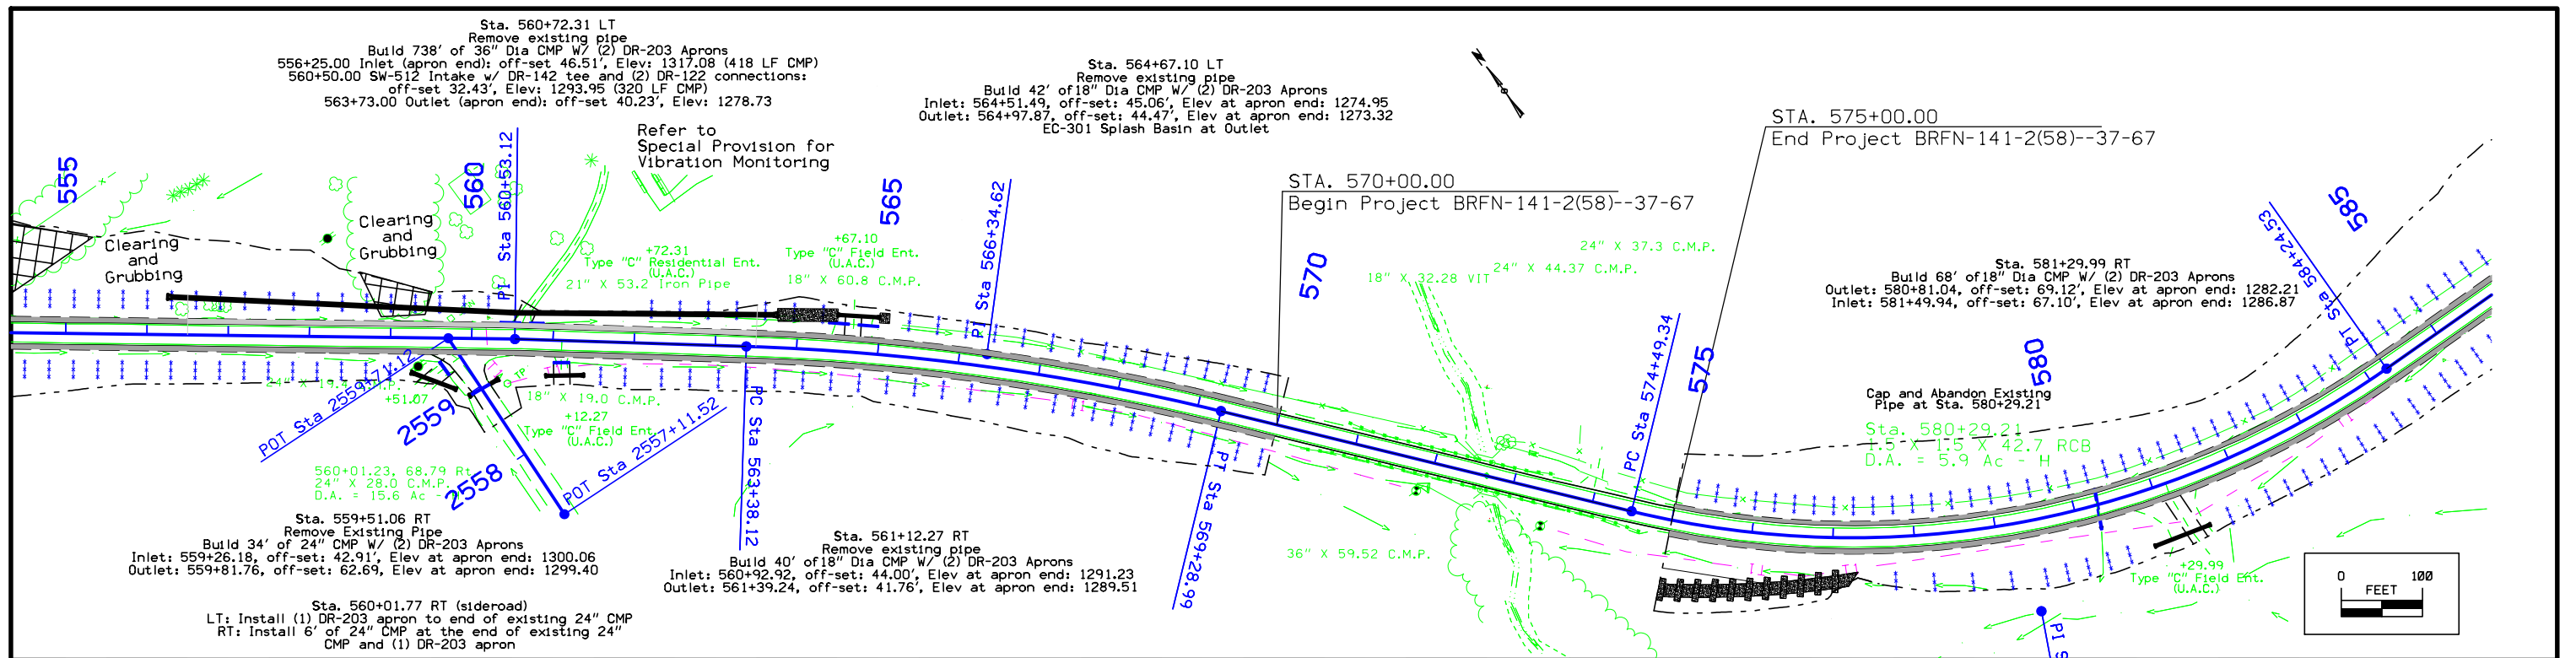 Sta. 560+72.31 LT
Remove existing pipe
Build 738' of 36" Dia CMP W/ (2) DR-203 Aprons
556+25.00 Inlet (apron end): off-set 46.51', Elev: 1317.08 (418 LF CMP)
560+50.00 SW-512 Intake w/ DR-142 tee and (2) DR-122 connections:
off-set 32.43', Elev: 1293.95 (320 LF CMP)
563+73.00 Outlet (apron end): off-set 40.23', Elev: 1278.73
Sta. 564+67.10 LT
Remove existing pipe
Build 42' of18" Dia CMP W/ (2) DR-203 Aprons
Inlet: 564+51.49, off-set: 45.06', Elev at apron end: 1274.95
Outlet: 564+97.87, off-set: 44.47', Elev at apron end: 1273.32
EC-301 Splash Basin at Outlet
N
STA. 575+00.00
End Project BRFN-141-2(58)--37-67
Refer to
Special Provision for
Vibration Monitoring
STA. 570+00.00
Begin Project BRFN-141-2(58)--37-67
555
560
PI Sta 560+53.12
565
PI Sta 566+34.62
570
575
580
585
PT Sta 584+24.53
Clearing
and
Grubbing
Clearing
and
Grubbing
+72.31
Type "C" Residential Ent.
(U.A.C.)
21" X 53.2 Iron Pipe
+67.10
Type "C" Field Ent.
(U.A.C.)
18" X 60.8 C.M.P.
24" X 37.3 C.M.P.
24" X 44.37 C.M.P.
18" X 32.28 VIT
Sta. 581+29.99 RT
Build 68' of18" Dia CMP W/ (2) DR-203 Aprons
Outlet: 580+81.04, off-set: 69.12', Elev at apron end: 1282.21
Inlet: 581+49.94, off-set: 67.10', Elev at apron end: 1286.87
PC Sta 574+49.34
Cap and Abandon Existing
Pipe at Sta. 580+29.21
Sta. 580+29.21
1.5 X 1.5 X 42.7 RCB
D.A. = 5.9 Ac - H
POT Sta 2559+71.12
24" X 19.4
+51.07
2559
TP
18" X 19.0 C.M.P.
+12.27
Type "C" Field Ent.
(U.A.C.)
POT Sta 2557+11.52
2558
560+01.23, 68.79 Rt
24" X 28.0 C.M.P.
D.A. = 15.6 Ac - H
PC Sta 563+38.12
PT Sta 569+28.99
36" X 59.52 C.M.P.
Sta. 559+51.06 RT
Remove Existing Pipe
Build 34' of 24" CMP W/ (2) DR-203 Aprons
Inlet: 559+26.18, off-set: 42.91', Elev at apron end: 1300.06
Outlet: 559+81.76, off-set: 62.69, Elev at apron end: 1299.40
Sta. 561+12.27 RT
Remove existing pipe
Build 40' of18" Dia CMP W/ (2) DR-203 Aprons
Inlet: 560+92.92, off-set: 44.00', Elev at apron end: 1291.23
Outlet: 561+39.24, off-set: 41.76', Elev at apron end: 1289.51
Sta. 560+01.77 RT (sideroad)
LT: Install (1) DR-203 apron to end of existing 24" CMP
RT: Install 6' of 24" CMP at the end of existing 24"
CMP and (1) DR-203 apron
+29.99
Type "C" Field Ent.
(U.A.C.)
PI S
0 100
FEET